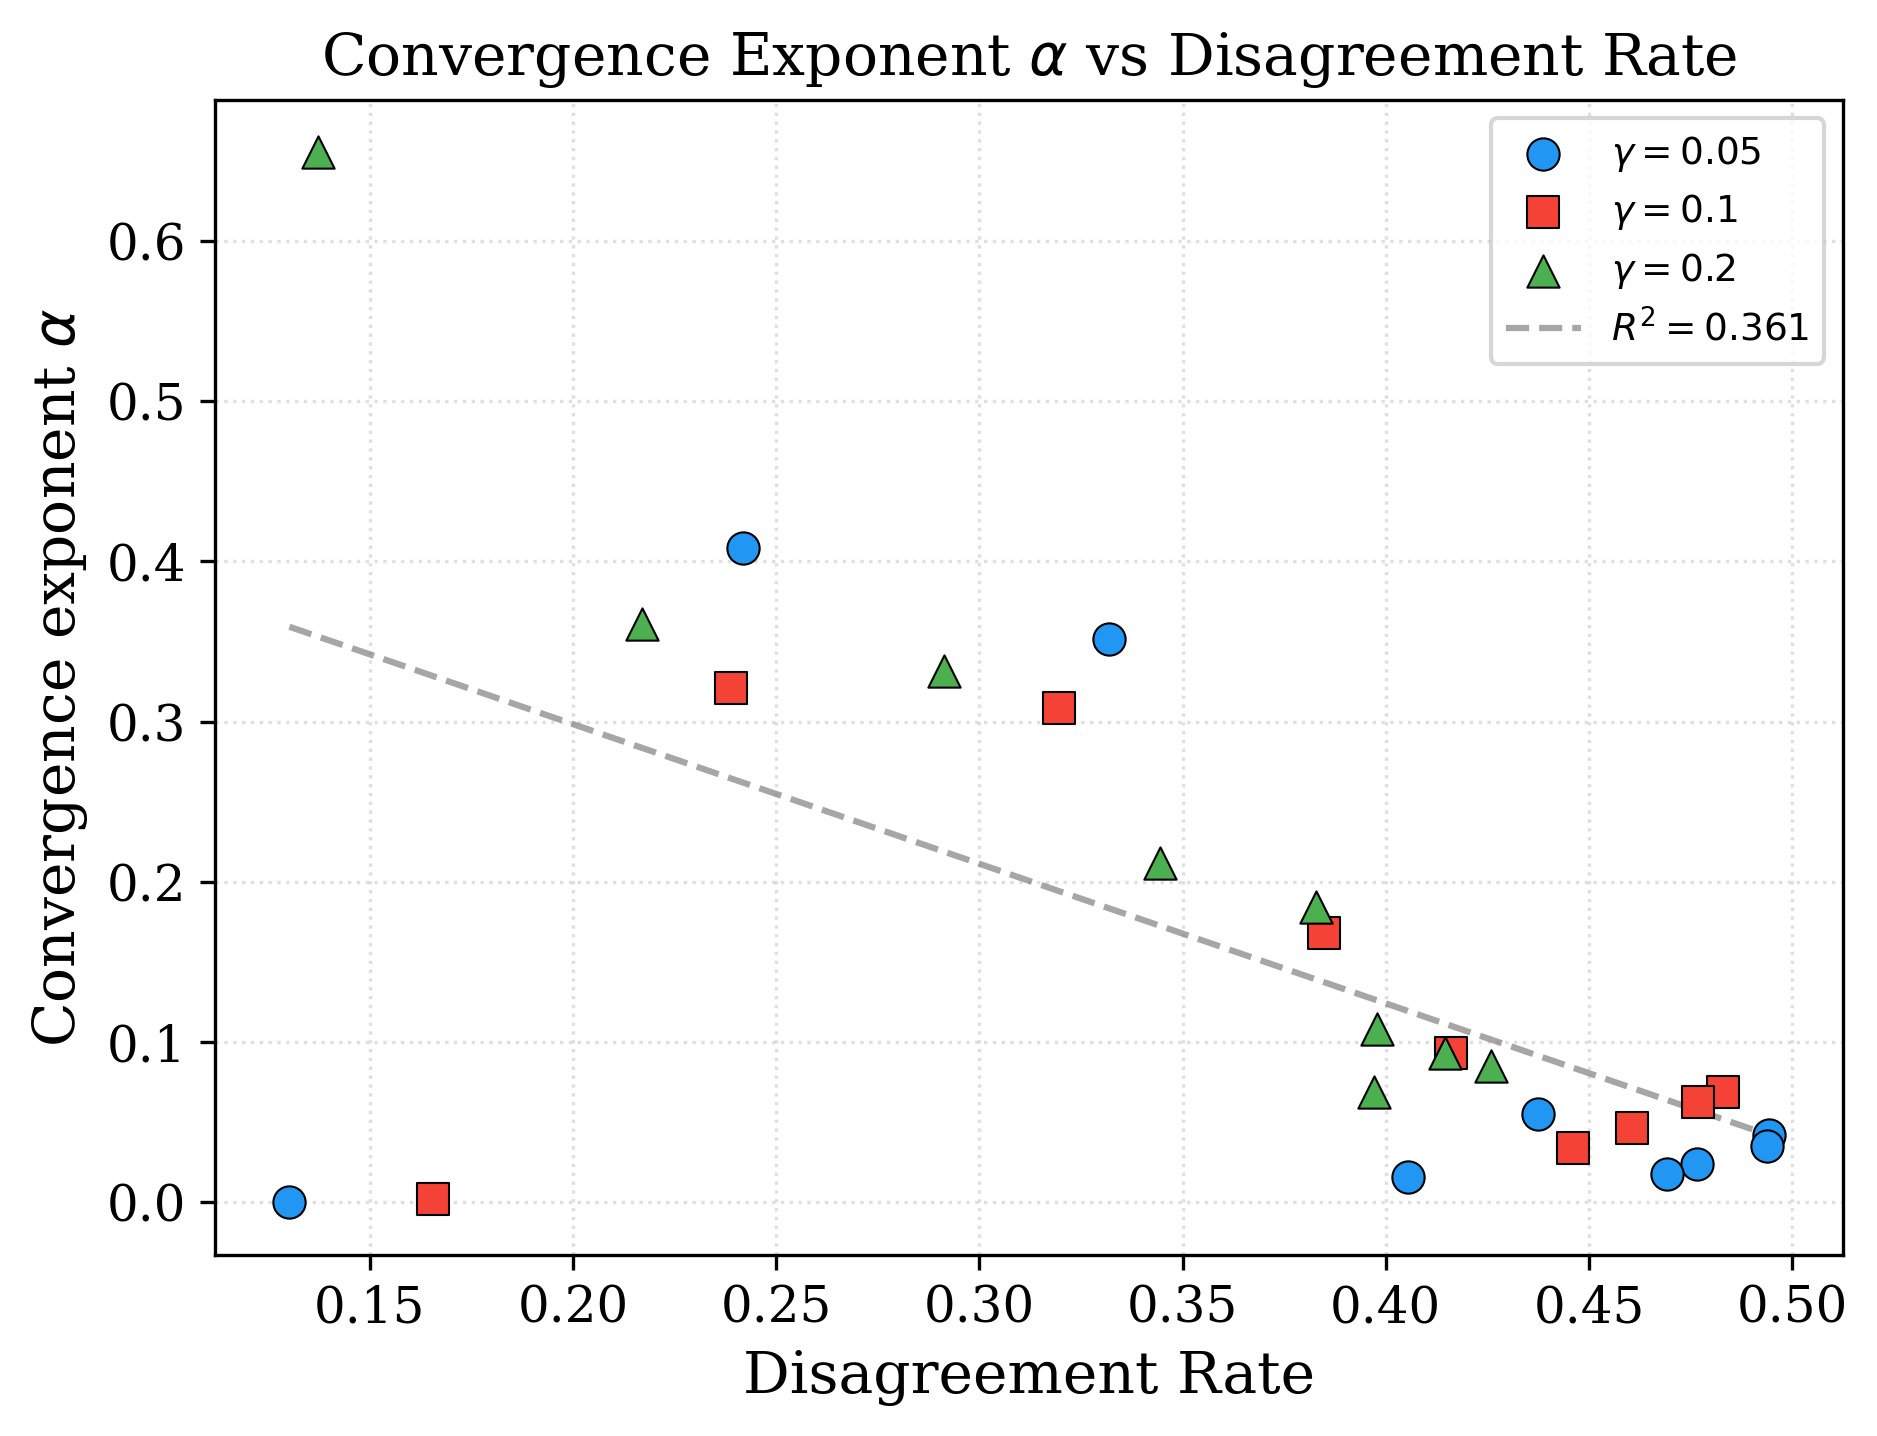 Convergence Exponent α vs Disagreement Rate
γ = 0.05
γ = 0.1
γ = 0.2
R² = 0.361
Convergence exponent α
0.6
0.5
0.4
0.3
0.2
0.1
0.0
0.15 0.20 0.25 0.30 0.35 0.40 0.45 0.50
Disagreement Rate